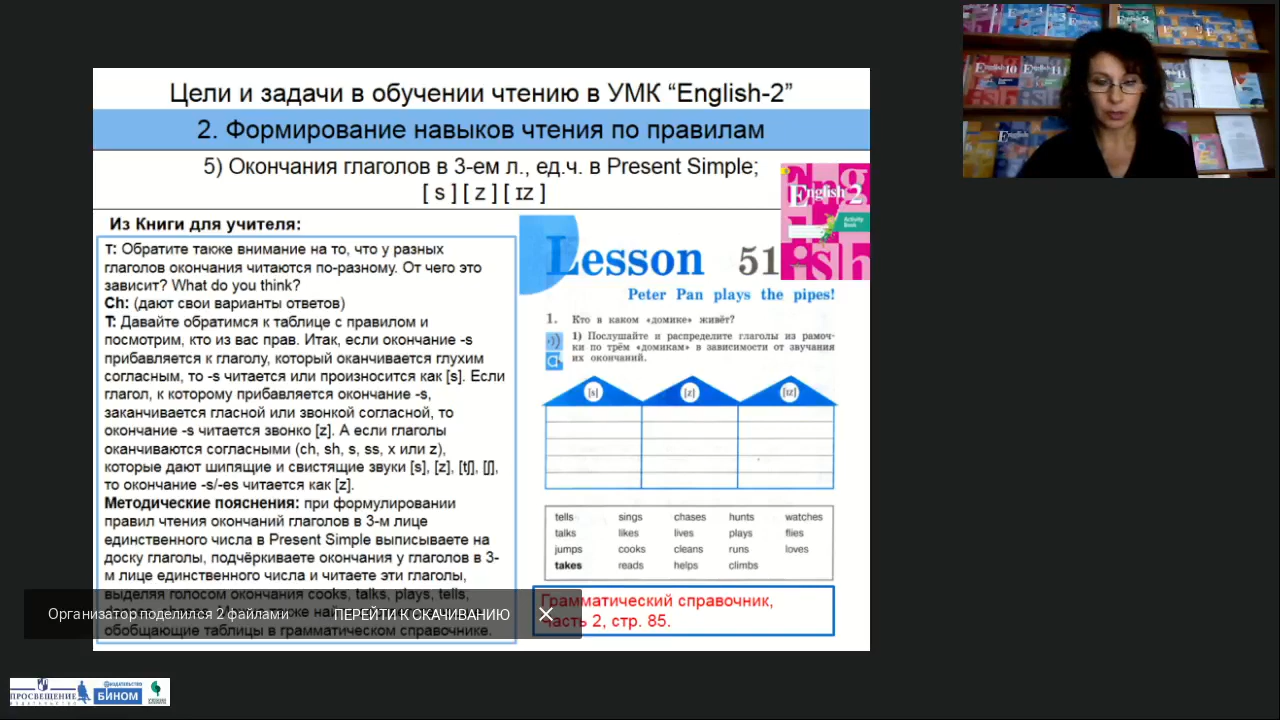 Цели и задачи в обучении чтению в УМК “English-2”
2. Формирование навыков чтения по правилам
5) Окончания глаголов в 3-ем л., ед.ч. в Present Simple;
[ s ] [ z ] [ ɪz ]
Из Книги для учителя:
Т: Обратите также внимание на то, что у разных
глаголов окончания читаются по-разному. От чего это
зависит? What do you think?
Ch: (дают свои варианты ответов)
Т: Давайте обратимся к таблице с правилом и
посмотрим, кто из вас прав. Итак, если окончание -s
прибавляется к глаголу, который оканчивается глухим
согласным, то -s читается или произносится как [s]. Если
глагол, к которому прибавляется окончание -s,
заканчивается гласной или звонкой согласной, то
окончание -s читается звонко [z]. А если глаголы
оканчиваются согласными (ch, sh, s, ss, x или z),
которые дают шипящие и свистящие звуки [s], [z], [tʃ], [ʃ],
то окончание -s/-es читается как [z].
Методические пояснения: при формулировании
правил чтения окончаний глаголов в 3-м лице
единственного числа в Present Simple выписываете на
доску глаголы, подчёркиваете окончания у глаголов в 3-
м лице единственного числа и читаете эти глаголы,
выделяя голосом окончания cooks, talks, plays, tells,
обобщающие таблицы в грамматическом справочнике.
Lesson 51
Peter Pan plays the pipes!
1. Кто в каком «домике» живёт?
1) Послушайте и распределите глаголы из рамоч-
ки по трём «домикам» в зависимости от звучания
их окончаний.
[s] [z] [ɪz]
tells sings chases hunts watches
talks likes lives plays flies
jumps cooks cleans runs loves
takes reads helps climbs
Грамматический справочник,
часть 2, стр. 85.
English 2
Activity
Book
Организатор поделился 2 файлами
ПЕРЕЙТИ К СКАЧИВАНИЮ
ПРОСВЕЩЕНИЕ
ИЗДАТЕЛЬСТВО
ИЗДАТЕЛЬСТВО
БИНОМ
English 10
English 11